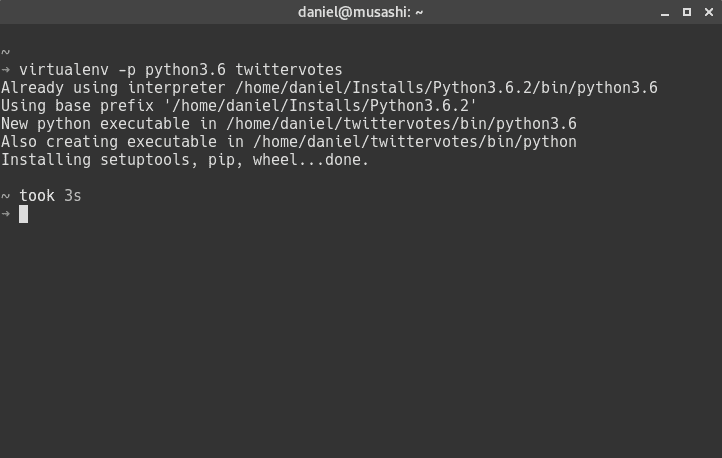 daniel@musashi: ~
~
→ virtualenv -p python3.6 twittervotes
Already using interpreter /home/daniel/Installs/Python3.6.2/bin/python3.6
Using base prefix '/home/daniel/Installs/Python3.6.2'
New python executable in /home/daniel/twittervotes/bin/python3.6
Also creating executable in /home/daniel/twittervotes/bin/python
Installing setuptools, pip, wheel...done.
~ took 3s
→